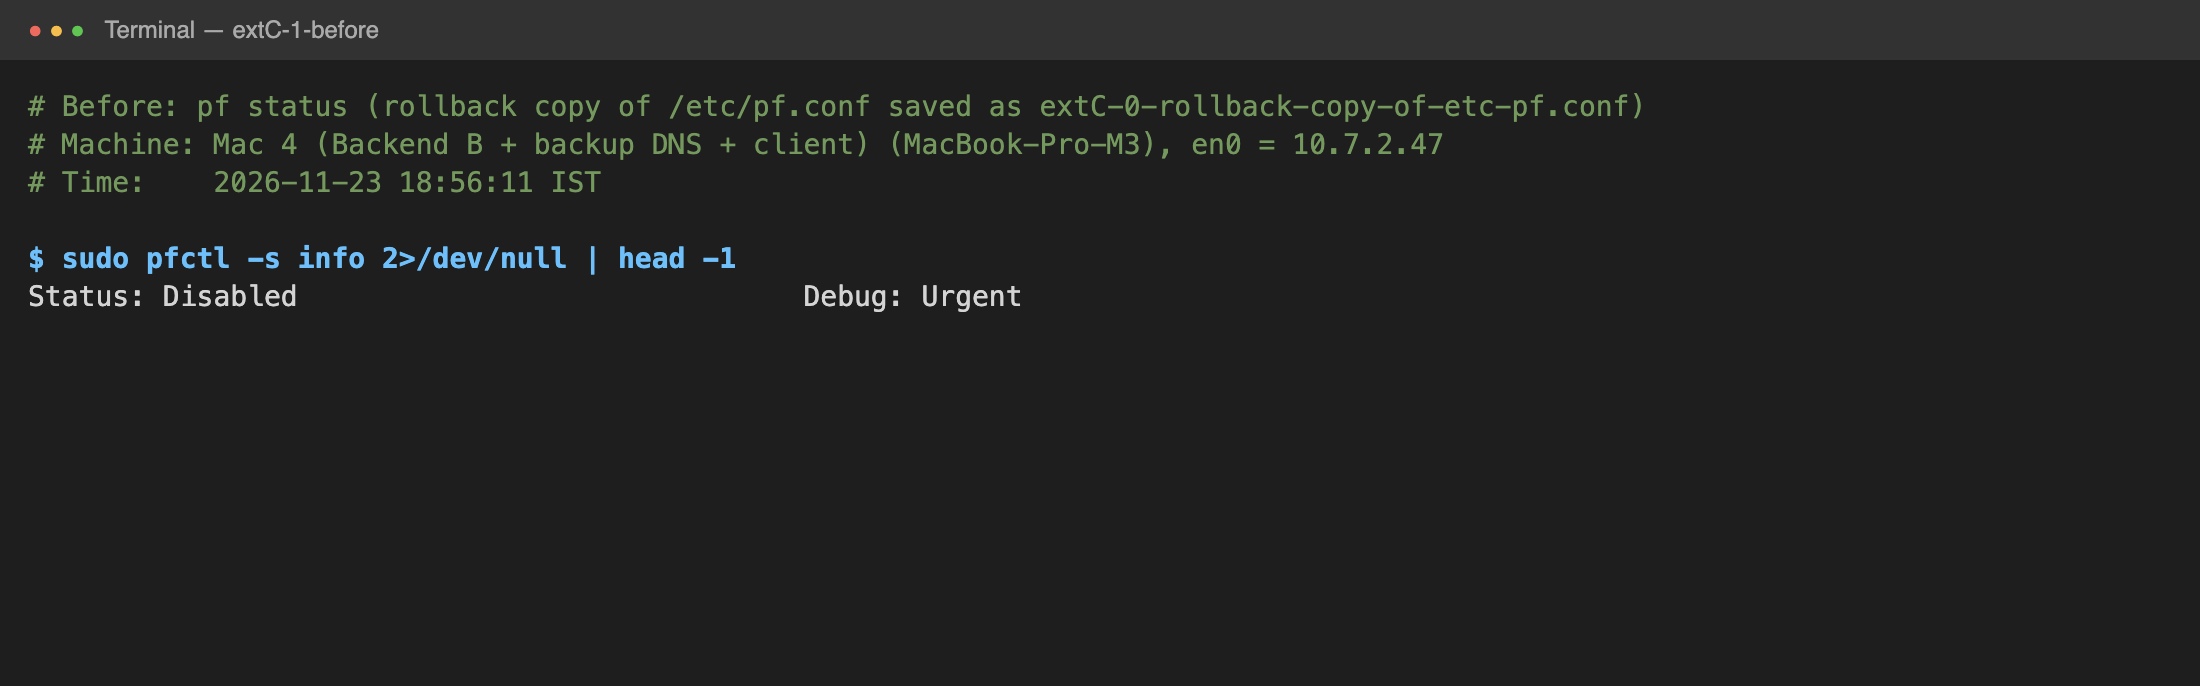 Terminal — extC-1-before
# Before: pf status (rollback copy of /etc/pf.conf saved as extC-0-rollback-copy-of-etc-pf.conf)
# Machine: Mac 4 (Backend B + backup DNS + client) (MacBook-Pro-M3), en0 = 10.7.2.47
# Time:    2026-11-23 18:56:11 IST
$ sudo pfctl -s info 2>/dev/null | head -1
Status: Disabled                              Debug: Urgent